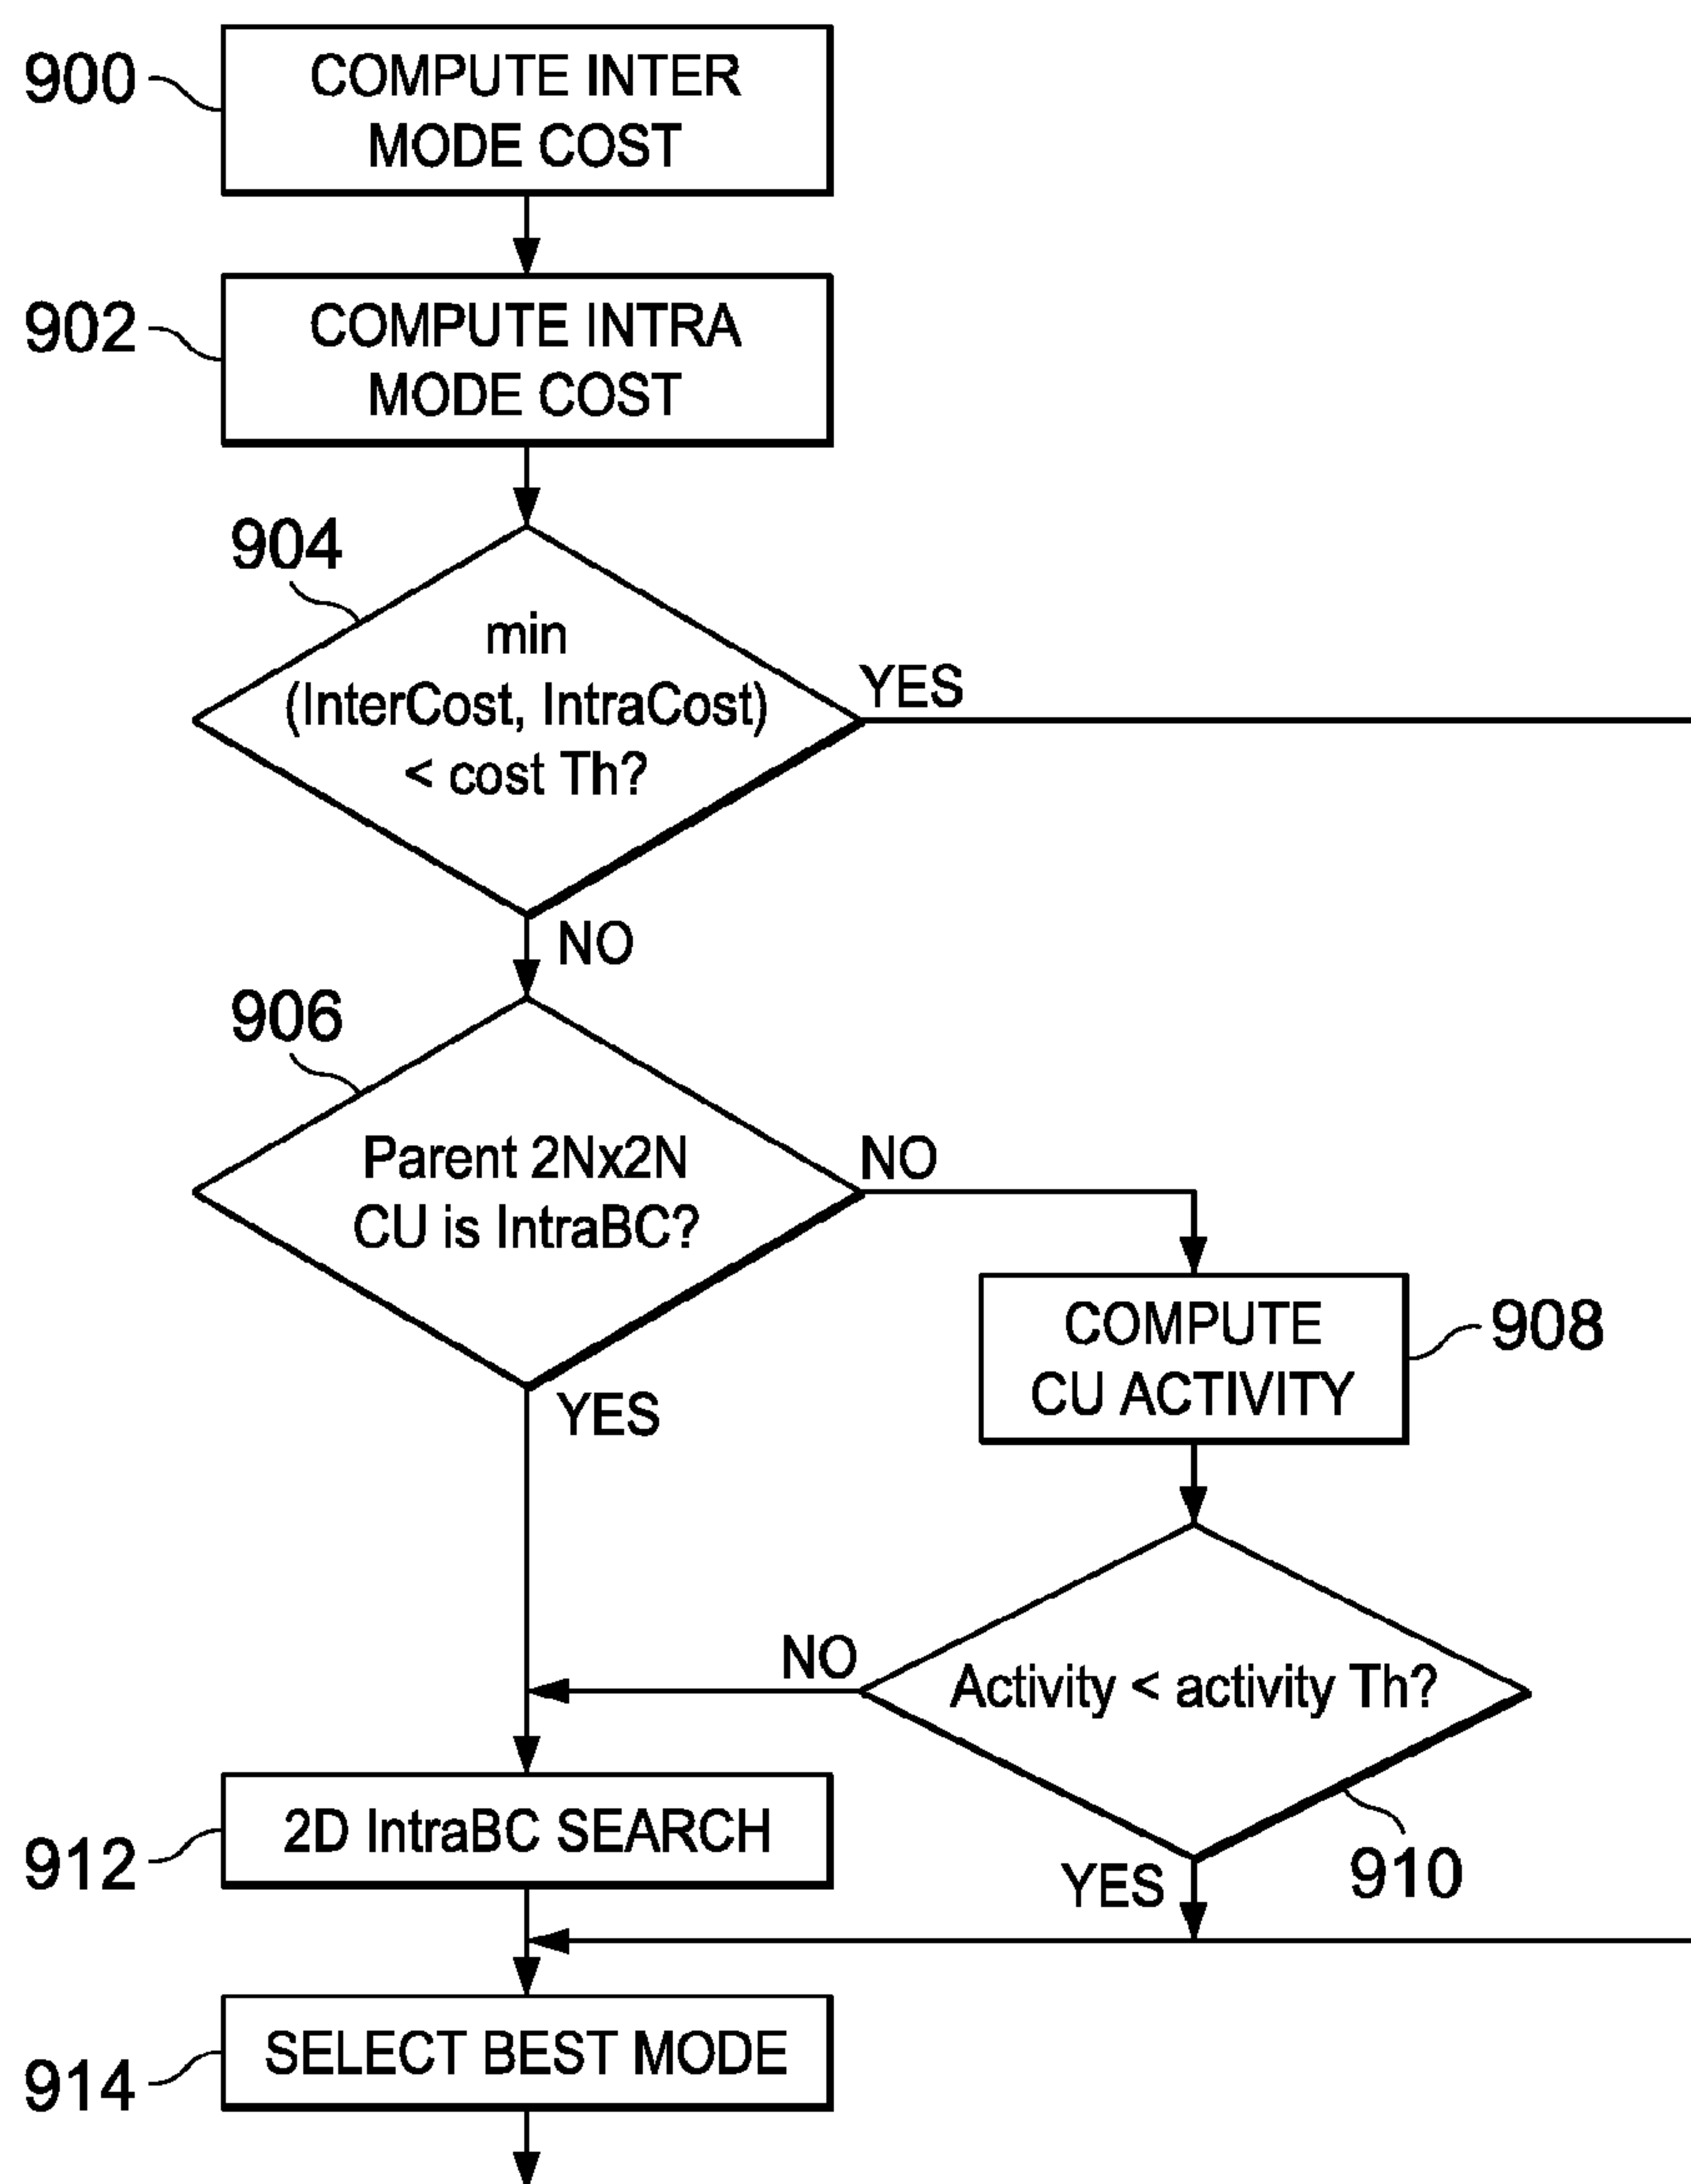 900
COMPUTE INTER
MODE COST
902
COMPUTE INTRA
MODE COST
904
min
(InterCost, IntraCost)
< cost Th?
YES
NO
906
Parent 2Nx2N
CU is IntraBC?
NO
YES
COMPUTE
CU ACTIVITY
908
NO
Activity < activity Th?
910
YES
912
2D IntraBC SEARCH
914
SELECT BEST MODE